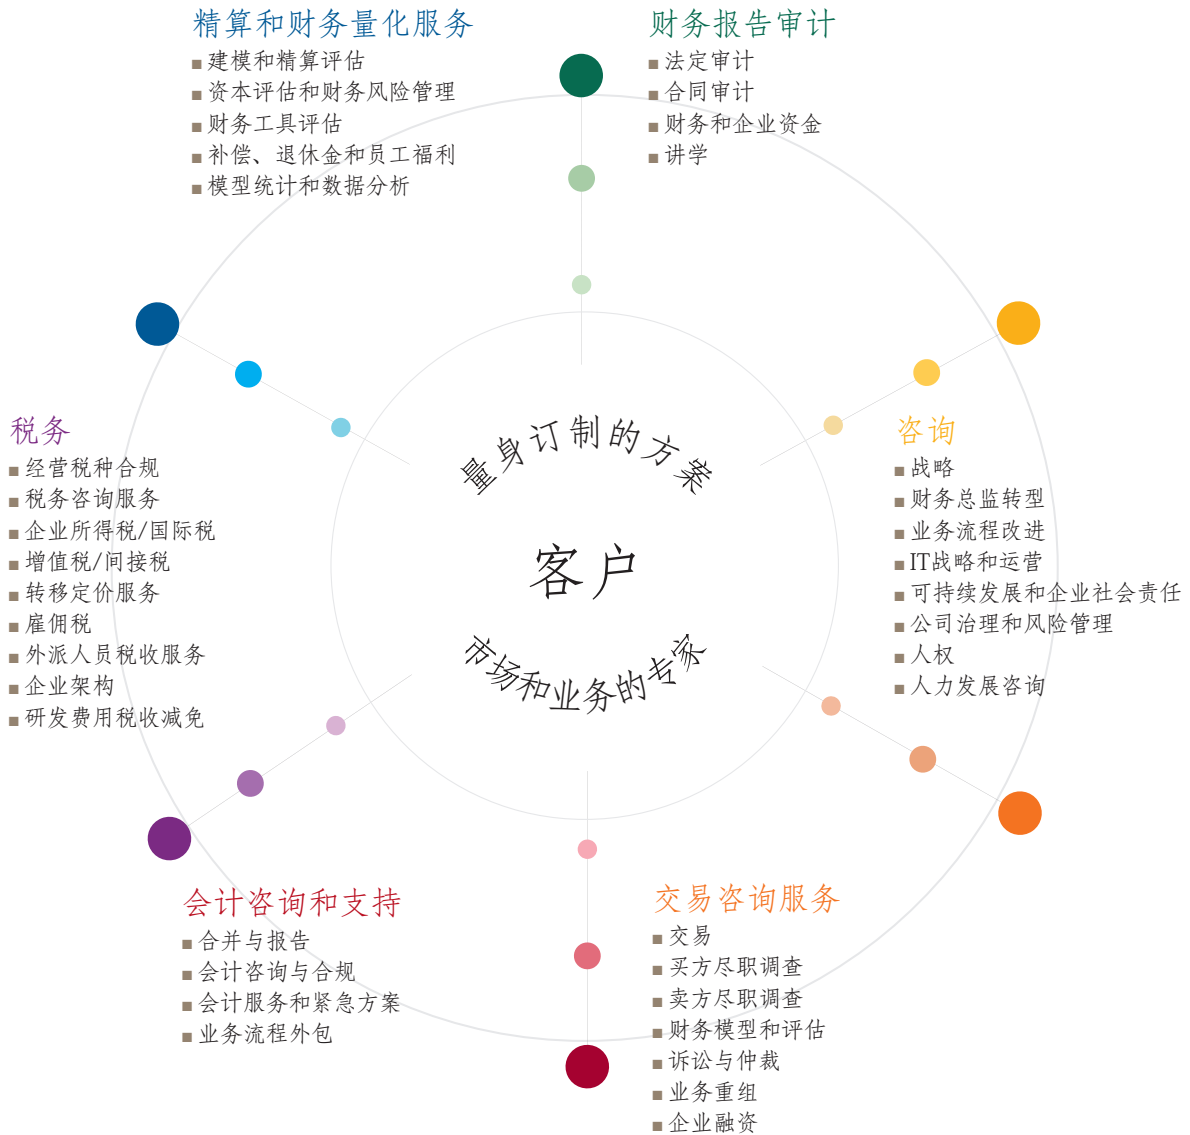 精算和财务量化服务
■ 建模和精算评估
■ 资本评估和财务风险管理
■ 财务工具评估
■ 补偿、退休金和员工福利
■ 模型统计和数据分析
财务报告审计
■ 法定审计
■ 合同审计
■ 财务和企业资金
■ 讲学
税务
■ 经营税种合规
■ 税务咨询服务
■ 企业所得税/国际税
■ 增值税/间接税
■ 转移定价服务
■ 雇佣税
■ 外派人员税收服务
■ 企业架构
■ 研发费用税收减免
量身订制的方案
客户
市场和业务的专家
咨询
■ 战略
■ 财务总监转型
■ 业务流程改进
■ IT战略和运营
■ 可持续发展和企业社会责任
■ 公司治理和风险管理
■ 人权
■ 人力发展咨询
会计咨询和支持
■ 合并与报告
■ 会计咨询与合规
■ 会计服务和紧急方案
■ 业务流程外包
交易咨询服务
■ 交易
■ 买方尽职调查
■ 卖方尽职调查
■ 财务模型和评估
■ 诉讼与仲裁
■ 业务重组
■ 企业融资